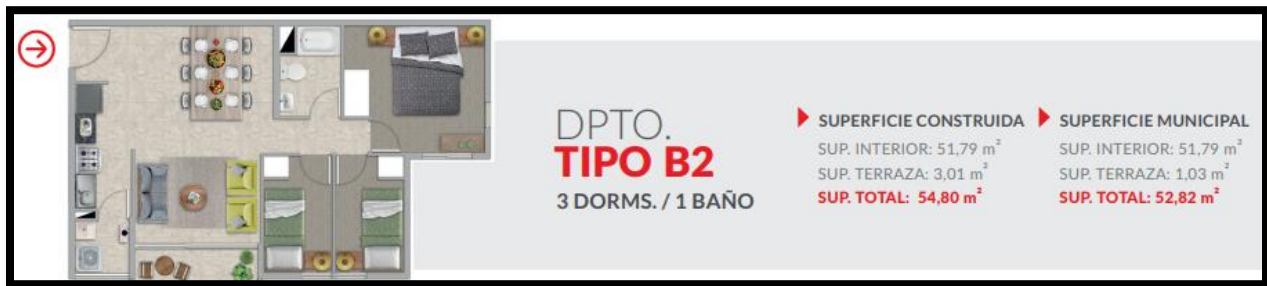 DPTO.
TIPO B2
3 DORMS. / 1 BAÑO
SUPERFICIE CONSTRUIDA
SUP. INTERIOR: 51,79 m²
SUP. TERRAZA: 3,01 m²
SUP. TOTAL: 54,80 m²
SUPERFICIE MUNICIPAL
SUP. INTERIOR: 51,79 m²
SUP. TERRAZA: 1,03 m²
SUP. TOTAL: 52,82 m²